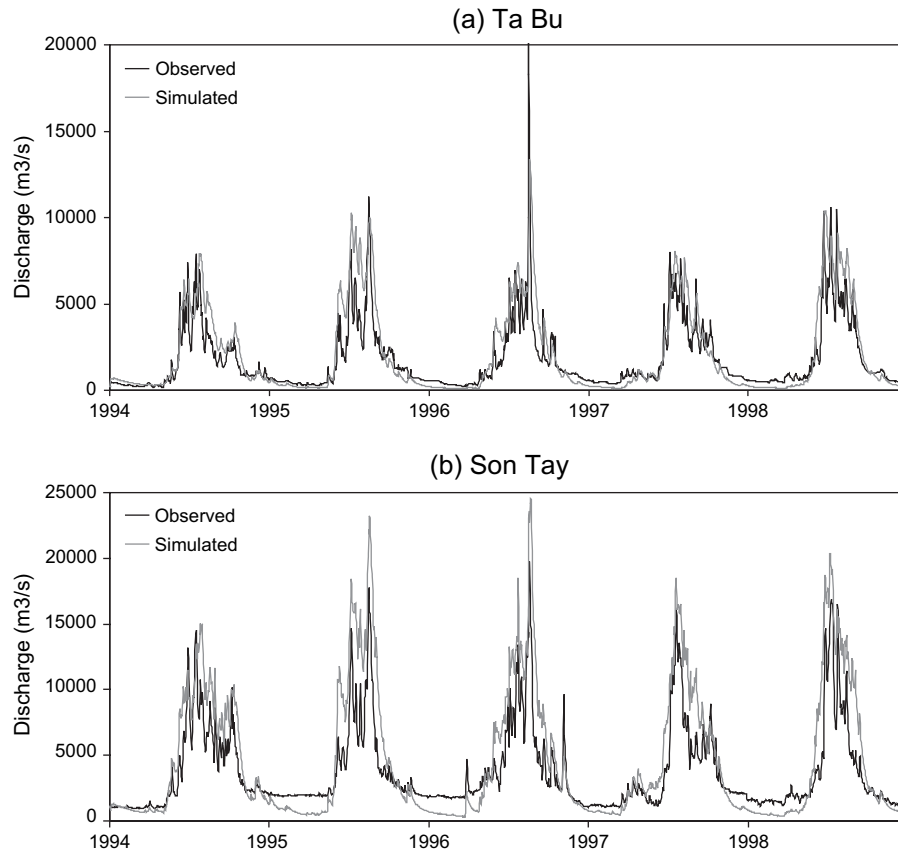 (a) Ta Bu
20000
15000
10000
5000
0
Discharge (m3/s)
Observed
Simulated
1994
1995
1996
1997
1998
(b) Son Tay
25000
20000
15000
10000
5000
0
Discharge (m3/s)
Observed
Simulated
1994
1995
1996
1997
1998